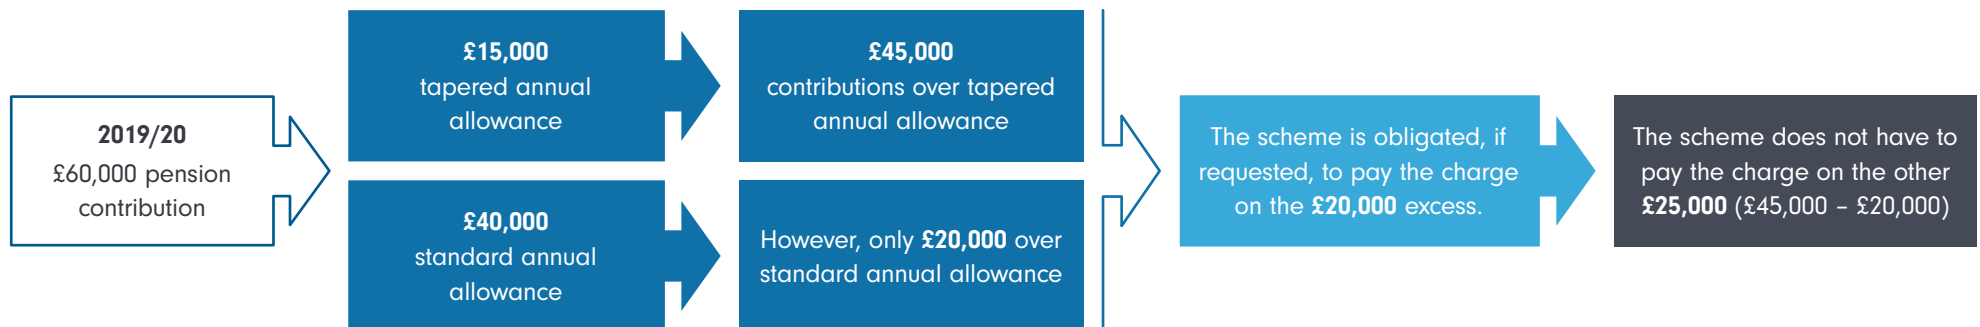 2019/20
£60,000 pension
contribution
£15,000
tapered annual
allowance
£45,000
contributions over tapered
annual allowance
£40,000
standard annual
allowance
However, only £20,000 over
standard annual allowance
The scheme is obligated, if
requested, to pay the charge
on the £20,000 excess.
The scheme does not have to
pay the charge on the other
£25,000 (£45,000 – £20,000)